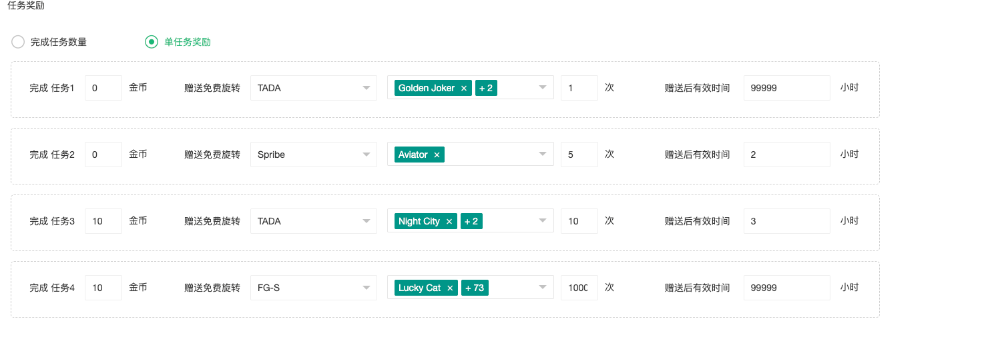 任务奖励
完成任务数量 单任务奖励
完成 任务1 0 金币 赠送免费旋转 TADA Golden Joker × + 2 1 次 赠送后有效时间 99999 小时
完成 任务2 0 金币 赠送免费旋转 Spribe Aviator × 5 次 赠送后有效时间 2 小时
完成 任务3 10 金币 赠送免费旋转 TADA Night City × + 2 10 次 赠送后有效时间 3 小时
完成 任务4 10 金币 赠送免费旋转 FG-S Lucky Cat × + 73 次 赠送后有效时间 99999 小时